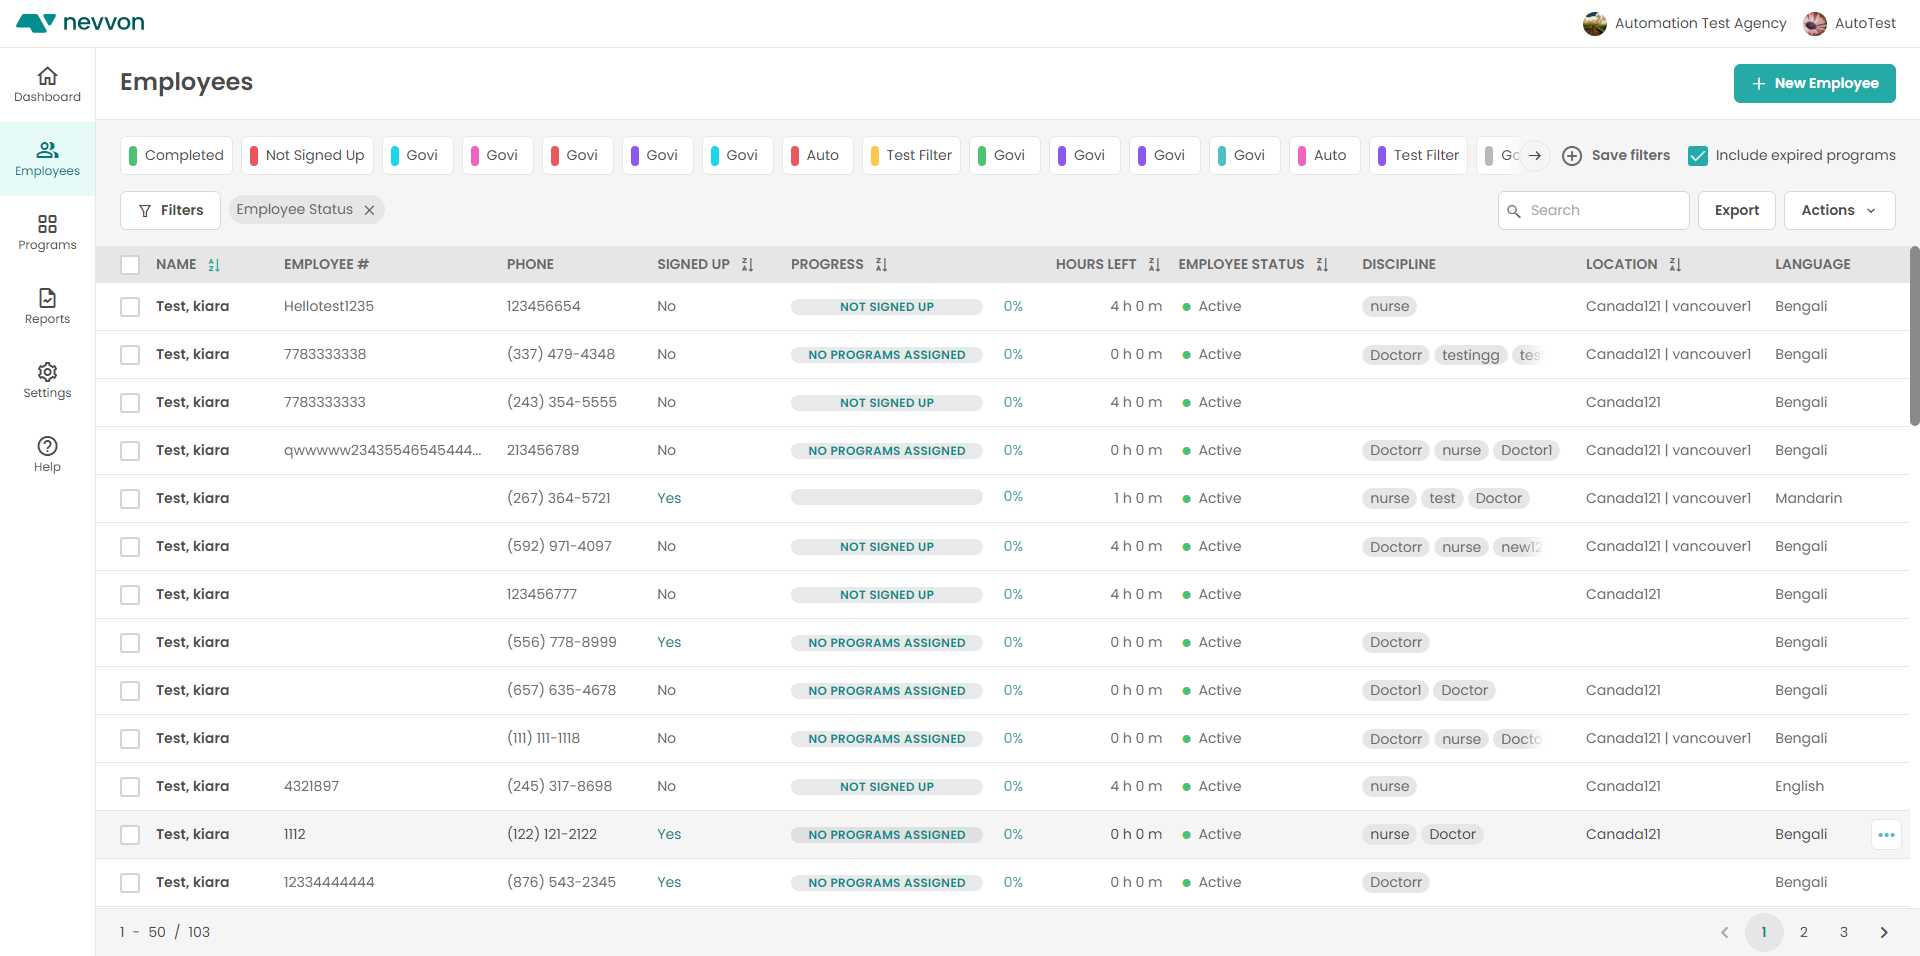 nevvon
Automation Test Agency AutoTest
Dashboard
Employees
Programs
Reports
Settings
Help
Employees
New Employee
Completed Not Signed Up Govi Govi Govi Govi Govi Auto Test Filter Govi Govi Govi Govi Auto Test Filter Save filters Include expired programs
Filters Employee Status Search Export Actions
NAME EMPLOYEE # PHONE SIGNED UP PROGRESS HOURS LEFT EMPLOYEE STATUS DISCIPLINE LOCATION LANGUAGE
Test, kiara Hellotest1235 123456654 No NOT SIGNED UP 0% 4 h 0 m Active nurse Canada121 | vancouver1 Bengali
Test, kiara 7783333338 (337) 479-4348 No NO PROGRAMS ASSIGNED 0% 0 h 0 m Active Doctorr testingg tes Canada121 | vancouver1 Bengali
Test, kiara 7783333333 (243) 354-5555 No NOT SIGNED UP 0% 4 h 0 m Active Canada121 Bengali
Test, kiara qwwwww23435546545444... 213456789 No NO PROGRAMS ASSIGNED 0% 0 h 0 m Active Doctorr nurse Doctor1 Canada121 | vancouver1 Bengali
Test, kiara (267) 364-5721 Yes 0% 1 h 0 m Active nurse test Doctor Canada121 | vancouver1 Mandarin
Test, kiara (592) 971-4097 No NOT SIGNED UP 0% 4 h 0 m Active Doctorr nurse new12 Canada121 | vancouver1 Bengali
Test, kiara 123456777 No NOT SIGNED UP 0% 4 h 0 m Active Canada121 Bengali
Test, kiara (556) 778-8999 Yes NO PROGRAMS ASSIGNED 0% 0 h 0 m Active Doctorr Bengali
Test, kiara (657) 635-4678 No NO PROGRAMS ASSIGNED 0% 0 h 0 m Active Doctor1 Doctor Canada121 Bengali
Test, kiara (111) 111-1118 No NO PROGRAMS ASSIGNED 0% 0 h 0 m Active Doctorr nurse Docto Canada121 | vancouver1 Bengali
Test, kiara 4321897 (245) 317-8698 No NOT SIGNED UP 0% 4 h 0 m Active nurse Canada121 English
Test, kiara 1112 (122) 121-2122 Yes NO PROGRAMS ASSIGNED 0% 0 h 0 m Active nurse Doctor Canada121 Bengali
Test, kiara 12334444444 (876) 543-2345 Yes NO PROGRAMS ASSIGNED 0% 0 h 0 m Active Doctorr Bengali
1 - 50 / 103 1 2 3